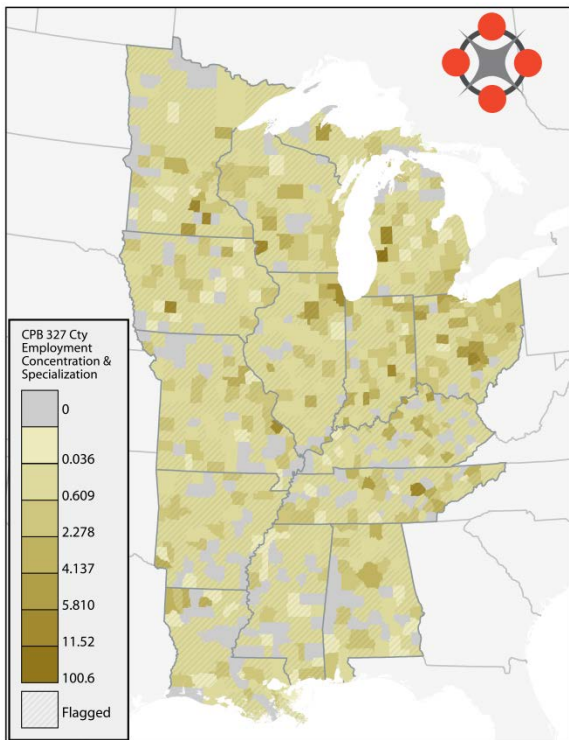 CPB 327 Cty
Employment
Concentration &
Specialization
0
0.036
0.609
2.278
4.137
5.810
11.52
100.6
Flagged